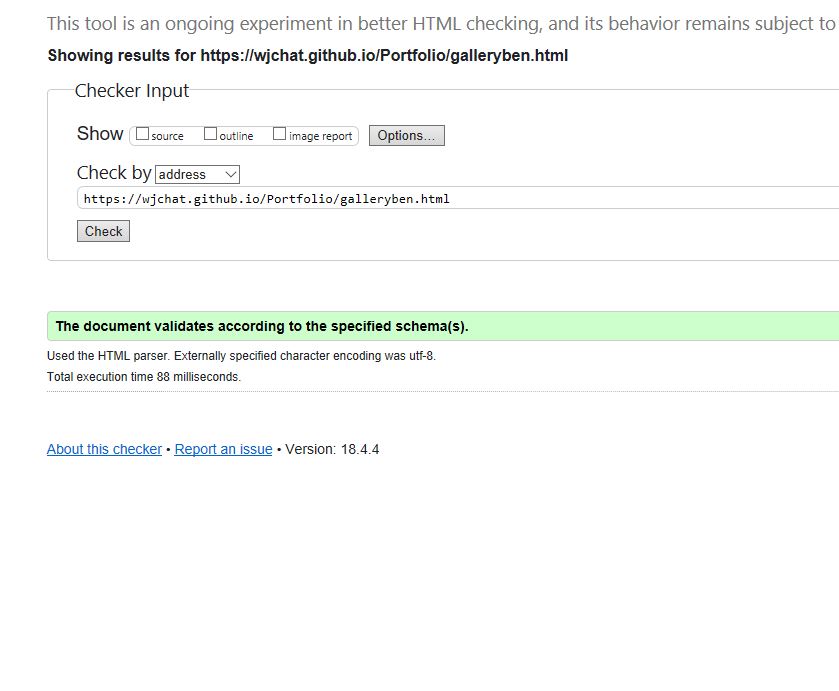 This tool is an ongoing experiment in better HTML checking, and its behavior remains subject to
Showing results for https://wjchat.github.io/Portfolio/galleryben.html
Checker Input
Show source outline image report Options...
Check by address
https://wjchat.github.io/Portfolio/galleryben.html
Check
The document validates according to the specified schema(s).
Used the HTML parser. Externally specified character encoding was utf-8.
Total execution time 88 milliseconds.
About this checker • Report an issue • Version: 18.4.4